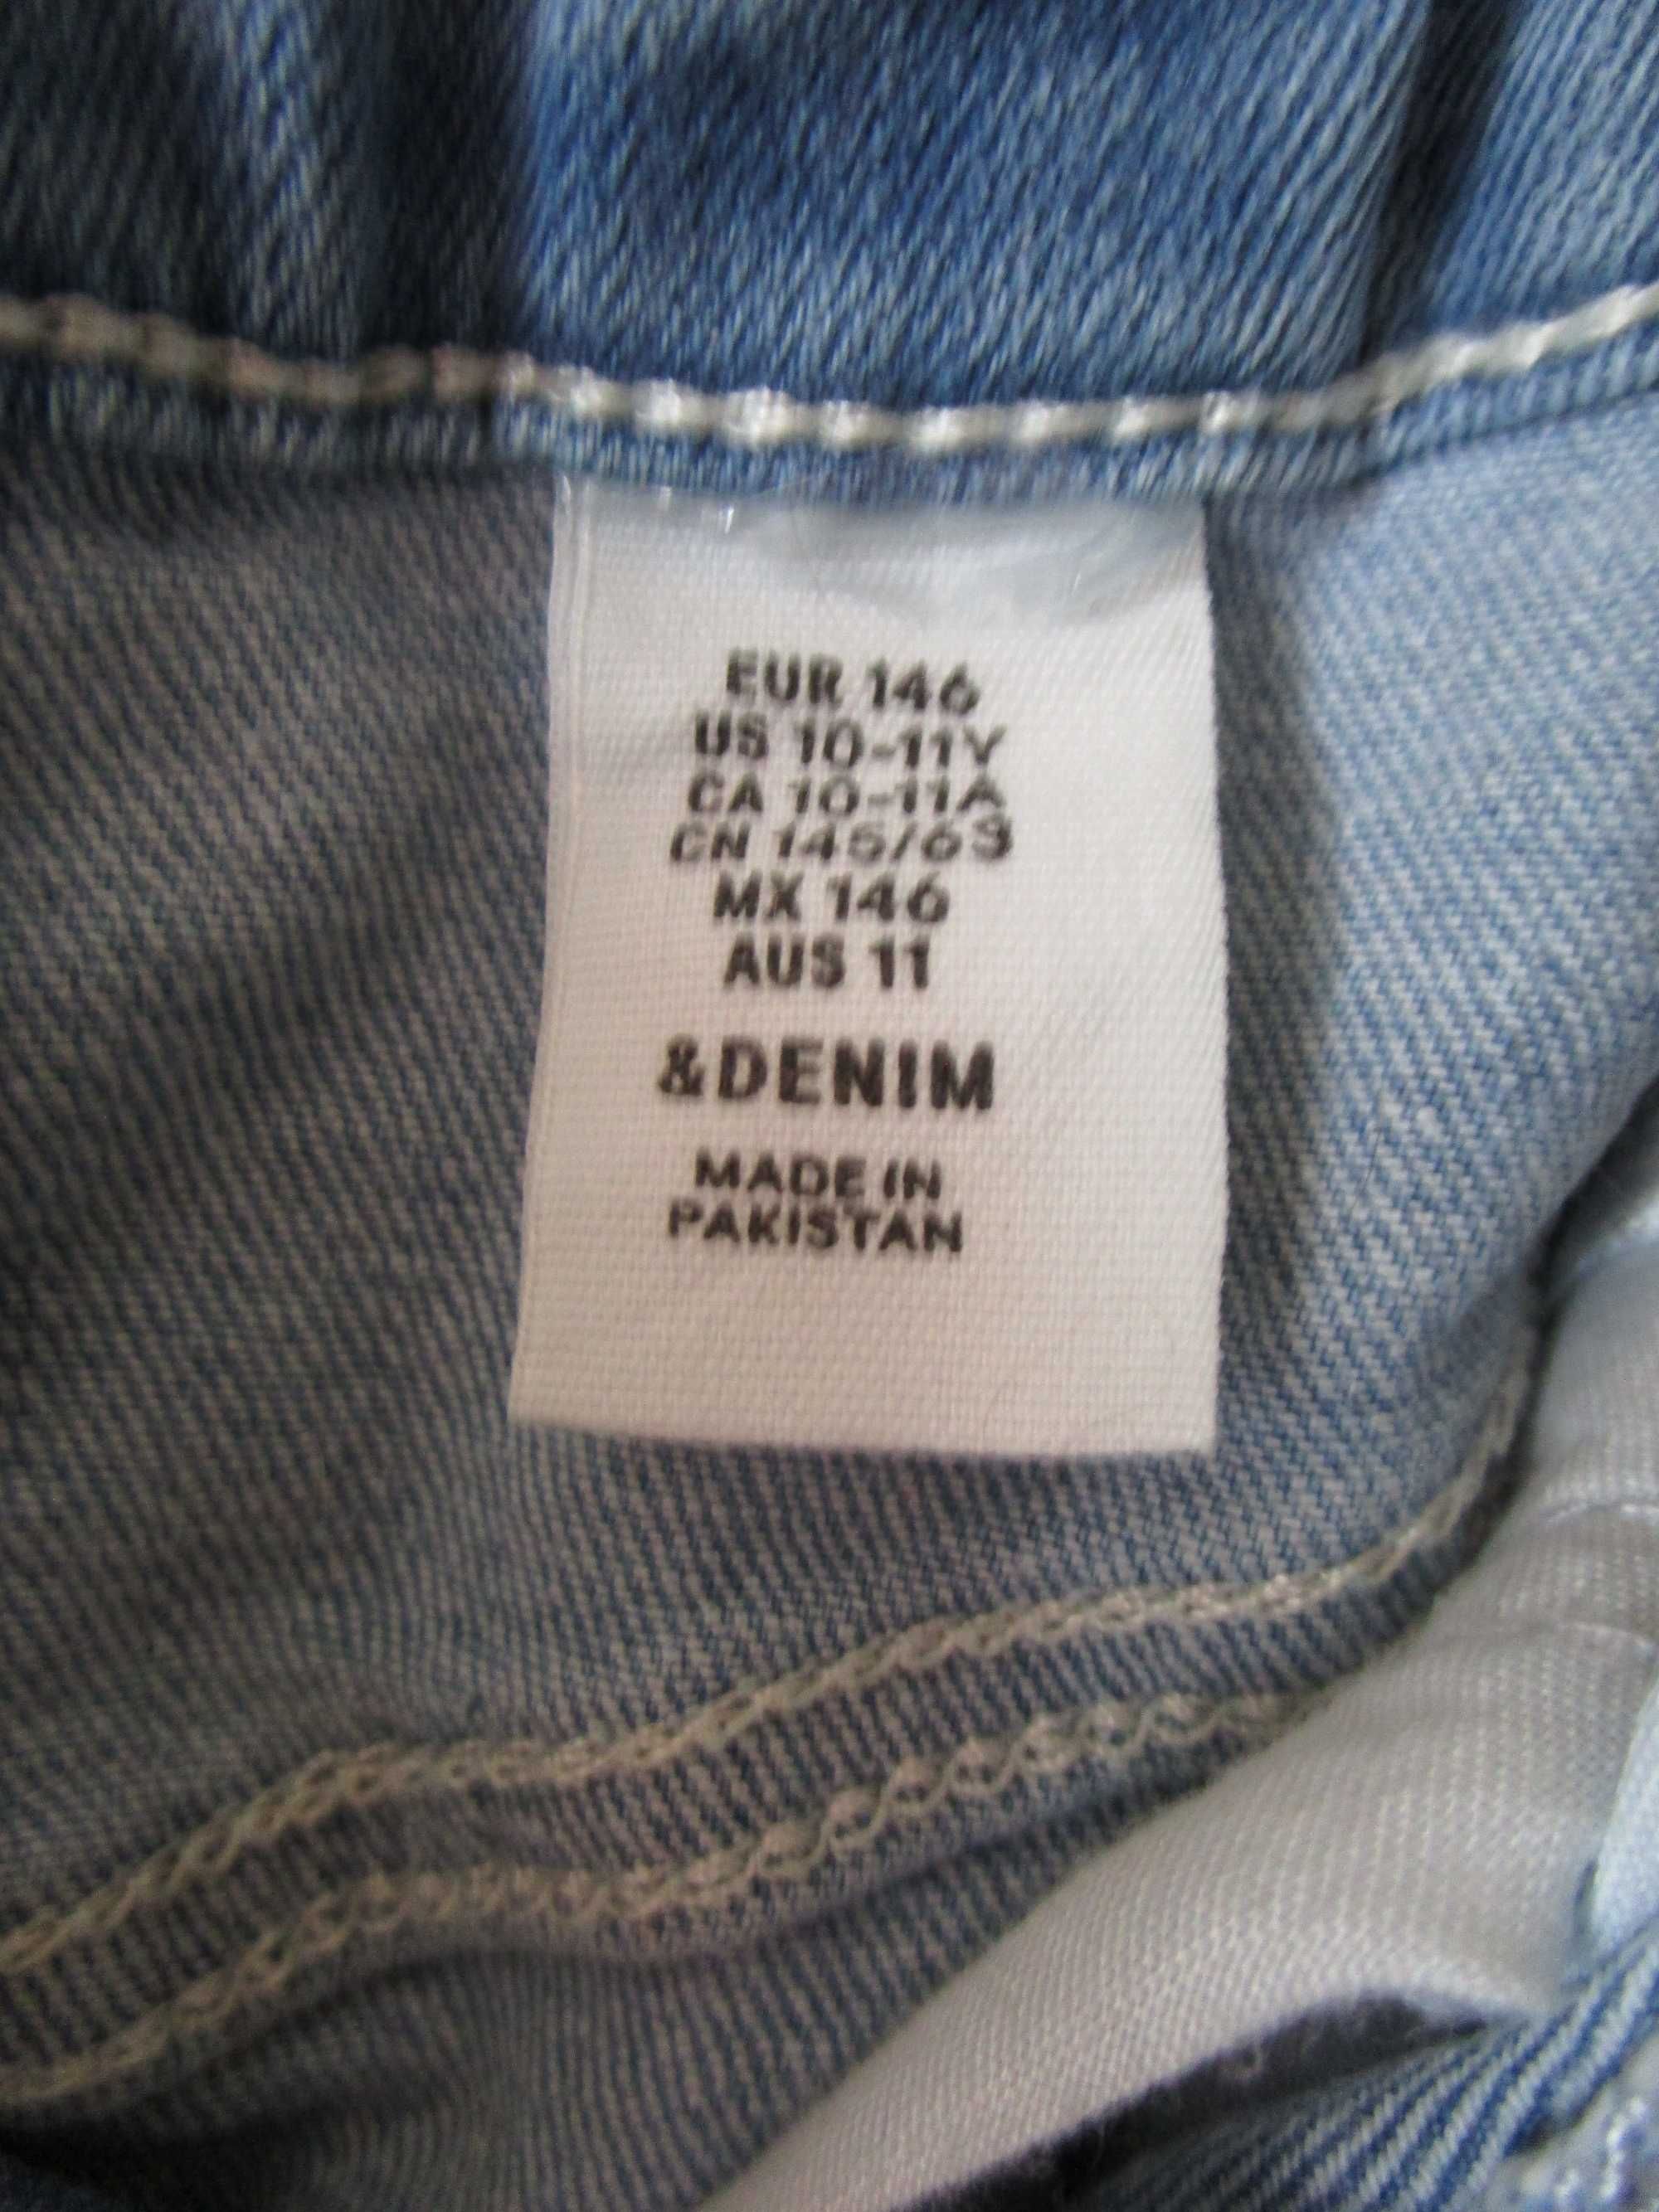 EUR 146
US 10-11Y
CA 10-11A
CN 145/63
MX 146
AUS 11
&DENIM
MADE IN
PAKISTAN